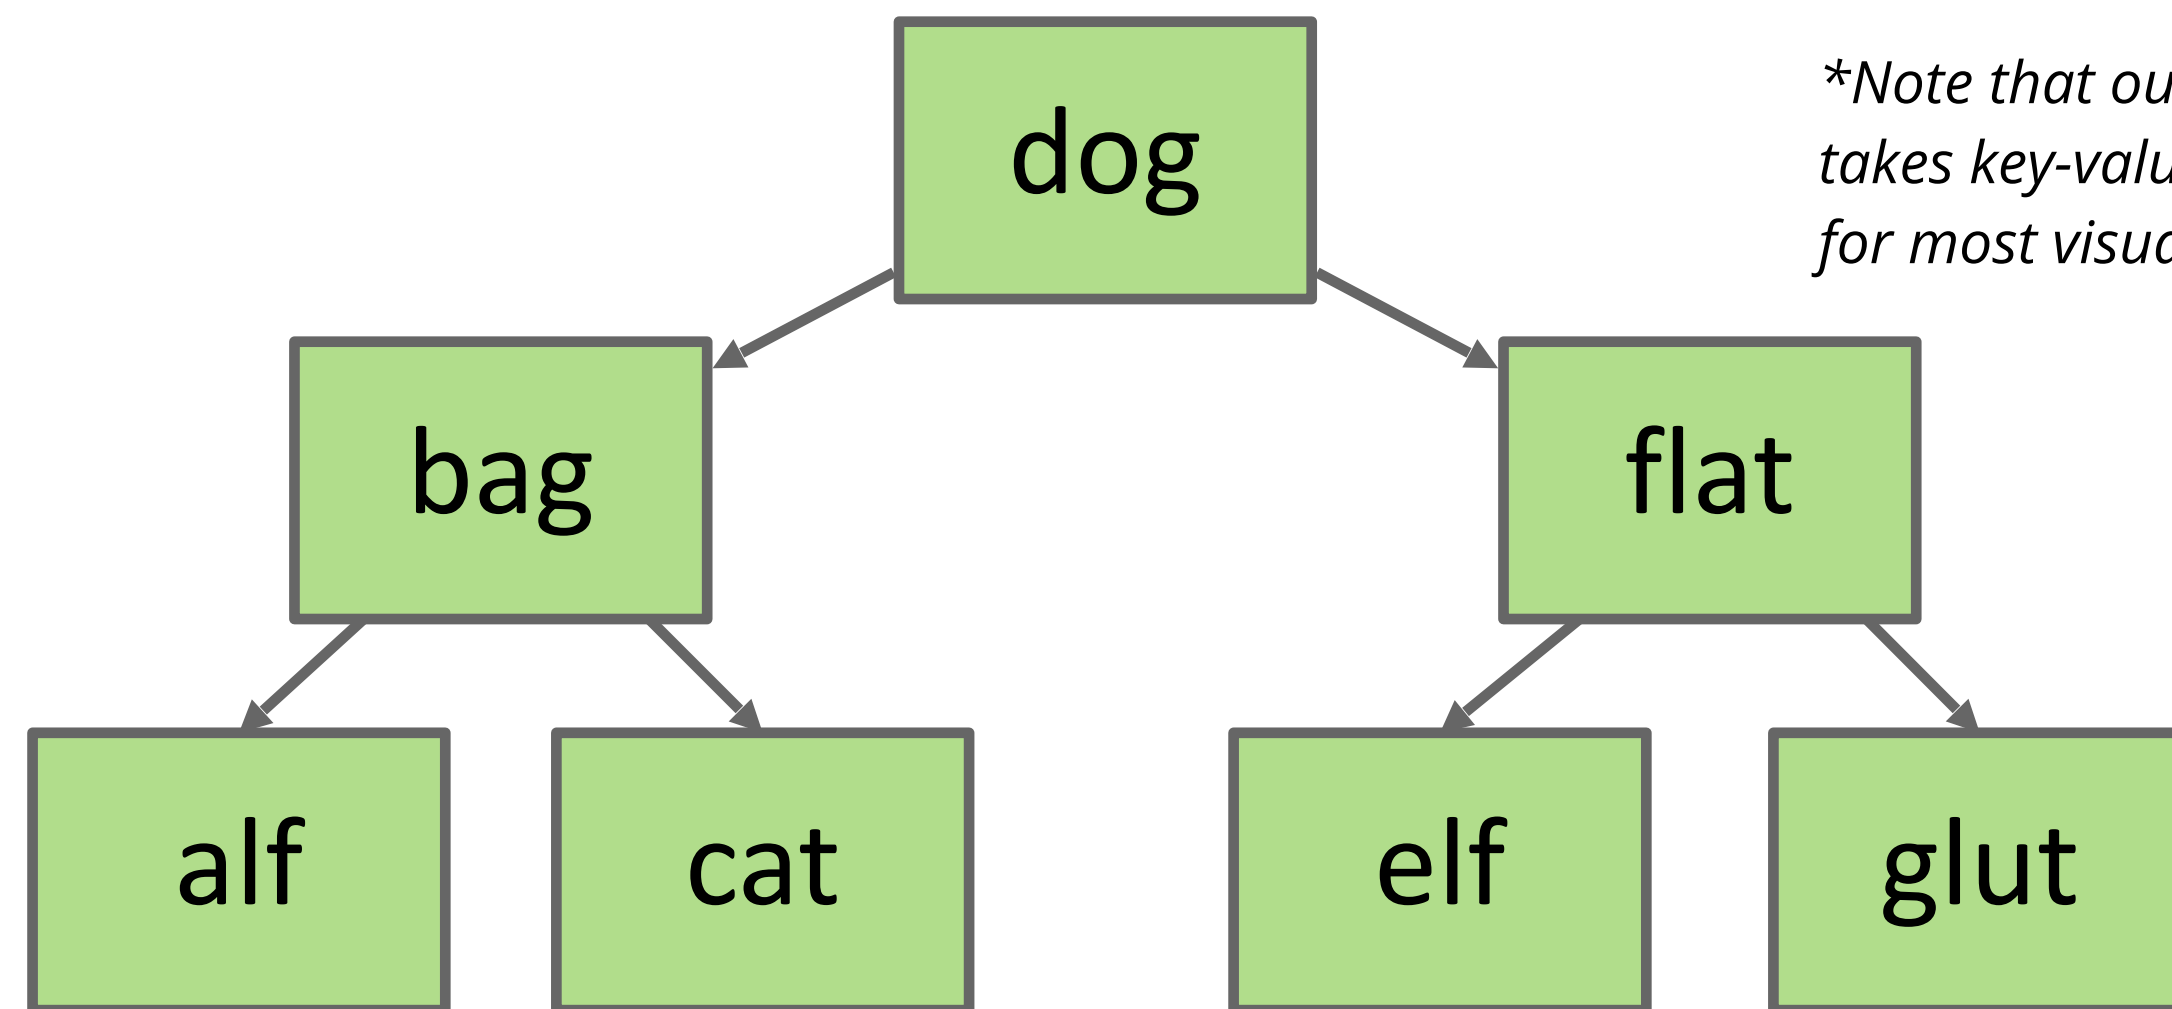 dog
*Note that ou
takes key-valu
for most visua
bag
flat
alf
cat
elf
glut